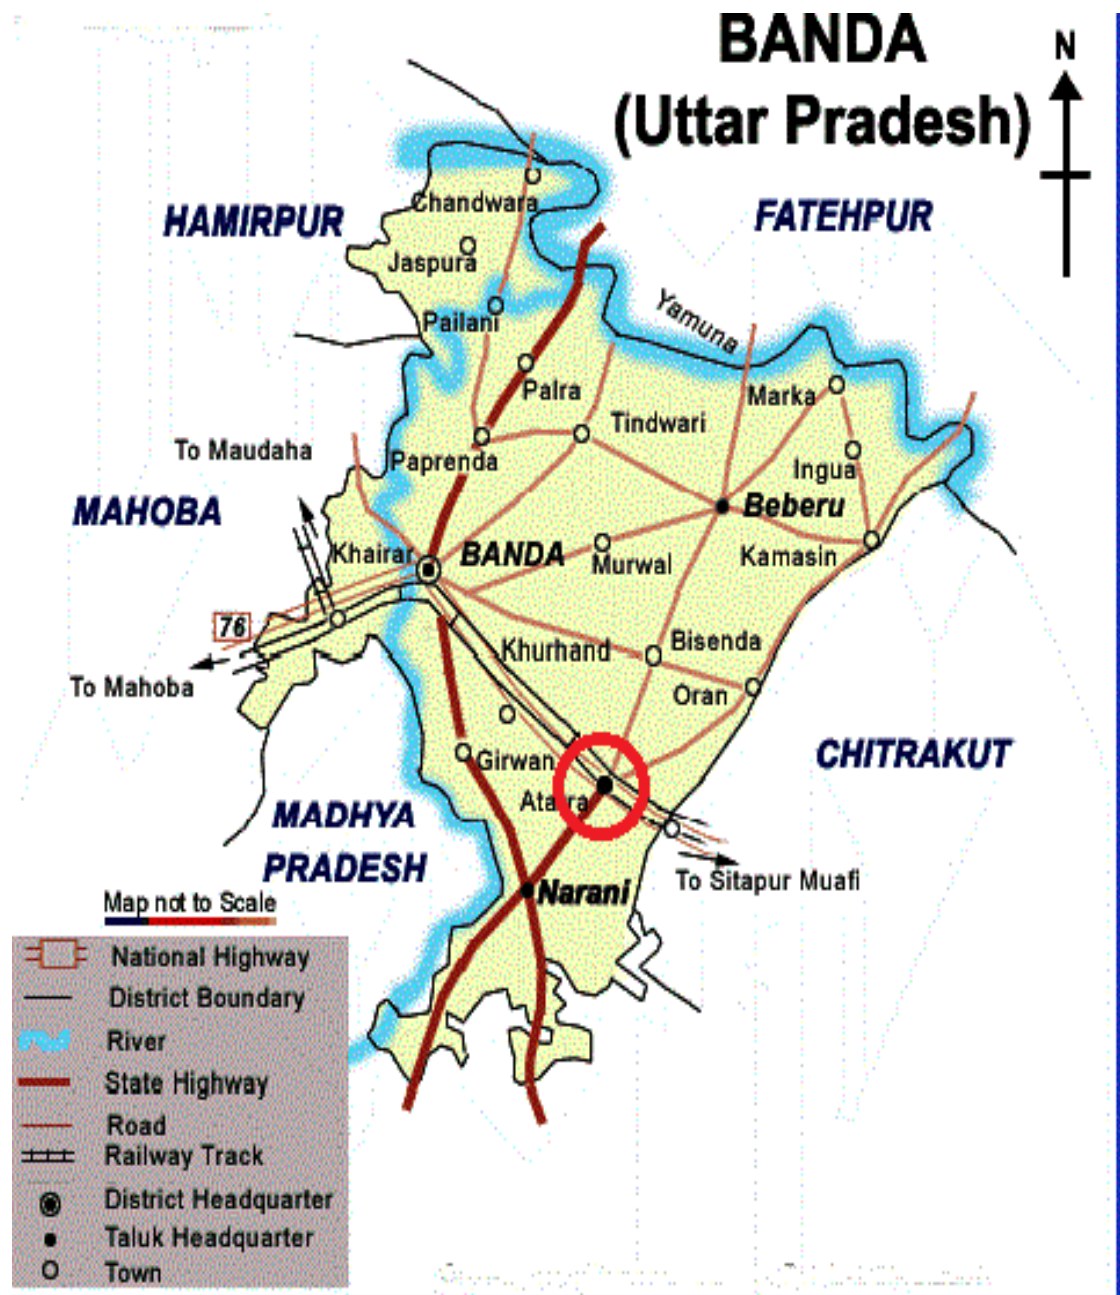 BANDA
(Uttar Pradesh)
N
HAMIRPUR
FATEHPUR
Chandwara
Jaspura
Pailani
Yamuna
Palra
Marka
Tindwari
To Maudaha
Paprenda
Ingua
MAHOBA
Beberu
Khairar
BANDA
Murwal
Kamasin
76
Khurhand
Bisenda
To Mahoba
Oran
Girwan
CHITRAKUT
MADHYA
PRADESH
To Sitapur Muafi
Narani
Map not to Scale
National Highway
District Boundary
River
State Highway
Road
Railway Track
District Headquarter
Taluk Headquarter
Town